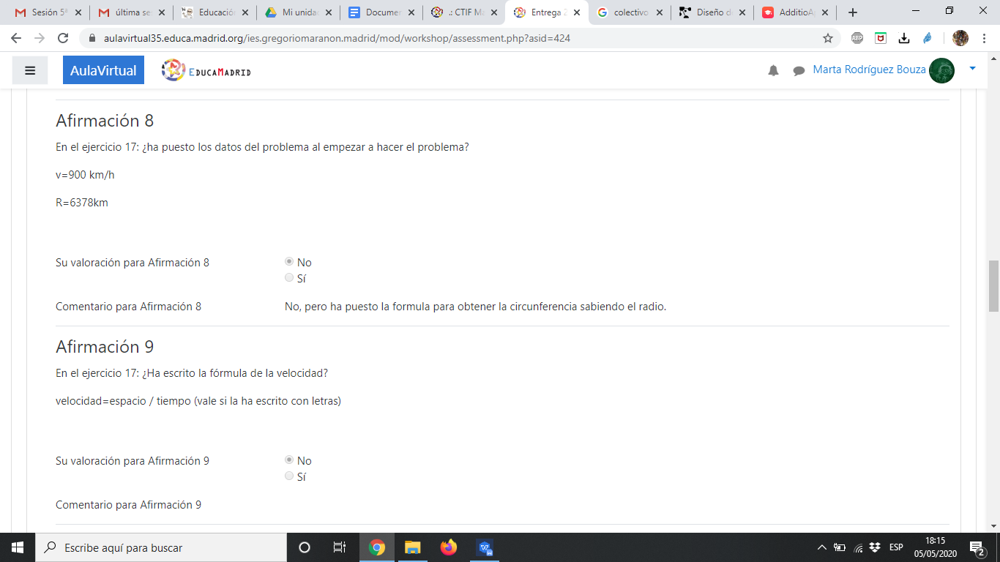 Sesión 5ª
última se
Educación
Mi unida
Documen
.: CTIF Ma
Entrega 2
colectivo
Diseño d
AdditioA
aulavirtual35.educa.madrid.org/ies.gregoriomaranon.madrid/mod/workshop/assessment.php?asid=424
ABP
AulaVirtual
EDUCAMADRID
Marta Rodríguez Bouza
Afirmación 8
En el ejercicio 17: ¿ha puesto los datos del problema al empezar a hacer el problema?
v=900 km/h
R=6378km
Su valoración para Afirmación 8
No
Sí
Comentario para Afirmación 8
No, pero ha puesto la formula para obtener la circunferencia sabiendo el radio.
Afirmación 9
En el ejercicio 17: ¿Ha escrito la fórmula de la velocidad?
velocidad=espacio / tiempo (vale si la ha escrito con letras)
Su valoración para Afirmación 9
No
Sí
Comentario para Afirmación 9
Escribe aquí para buscar
ESP
18:15
05/05/2020
2